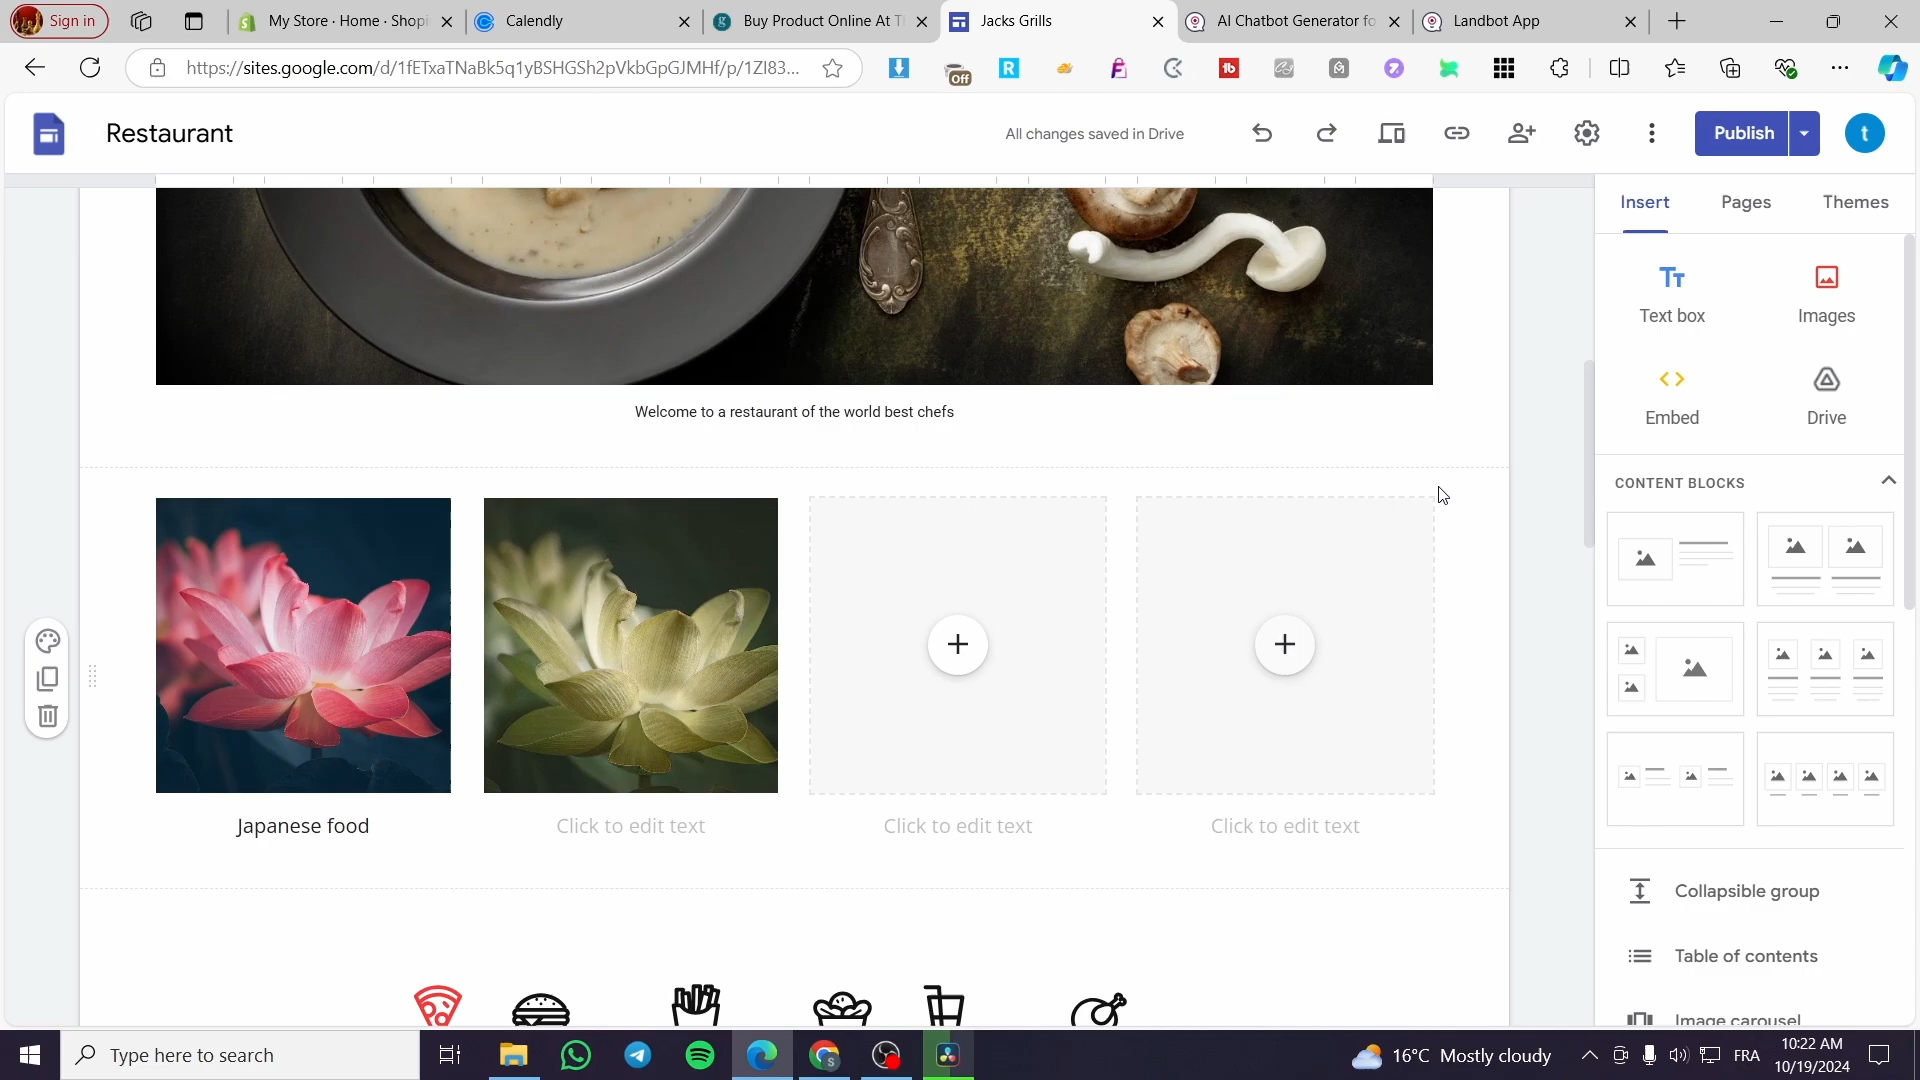 Sign in
My Store · Home · Shopi
Calendly
Buy Product Online At T
Jacks Grills
AI Chatbot Generator fo
Landbot App
https://sites.google.com/d/1fETxaTNaBk5q1yBSHGSh2pVkbGpGJMHf/p/1ZI83...
Off
Restaurant
All changes saved in Drive
Publish
t
Insert
Pages
Themes
Text box
Images
Embed
Drive
Welcome to a restaurant of the world best chefs
CONTENT BLOCKS
Japanese food
Click to edit text
Click to edit text
Click to edit text
Collapsible group
Table of contents
Image carousel
Type here to search
16°C Mostly cloudy
FRA
10:22 AM
10/19/2024